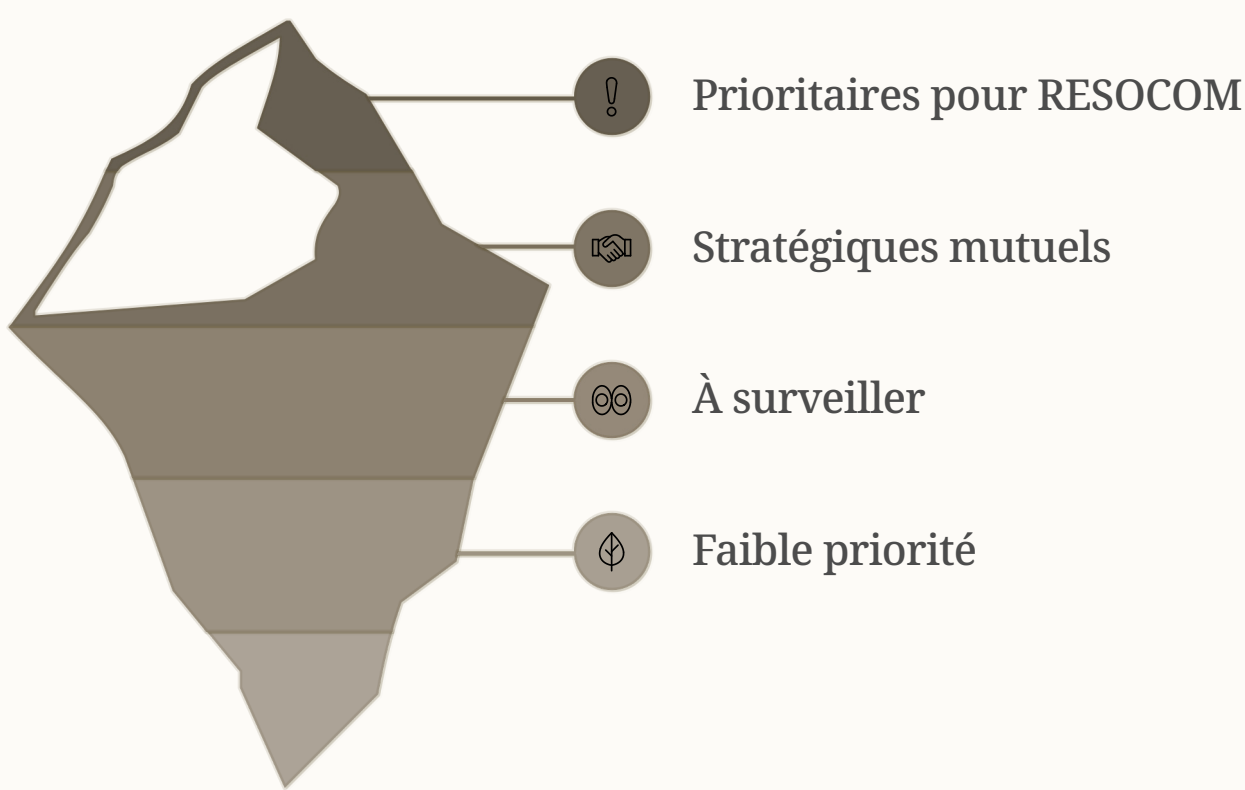 Prioritaires pour RESOCOM
Stratégiques mutuels
À surveiller
Faible priorité